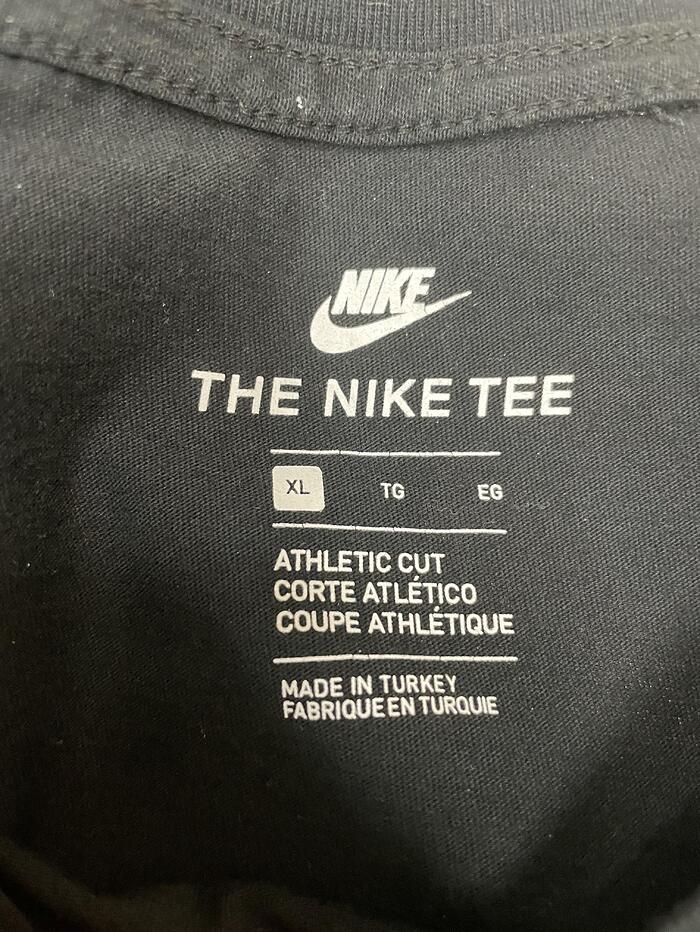 NIKE
THE NIKE TEE
XL TG EG
ATHLETIC CUT
CORTE ATLÉTICO
COUPE ATHLÉTIQUE
MADE IN TURKEY
FABRIQUE EN TURQUIE